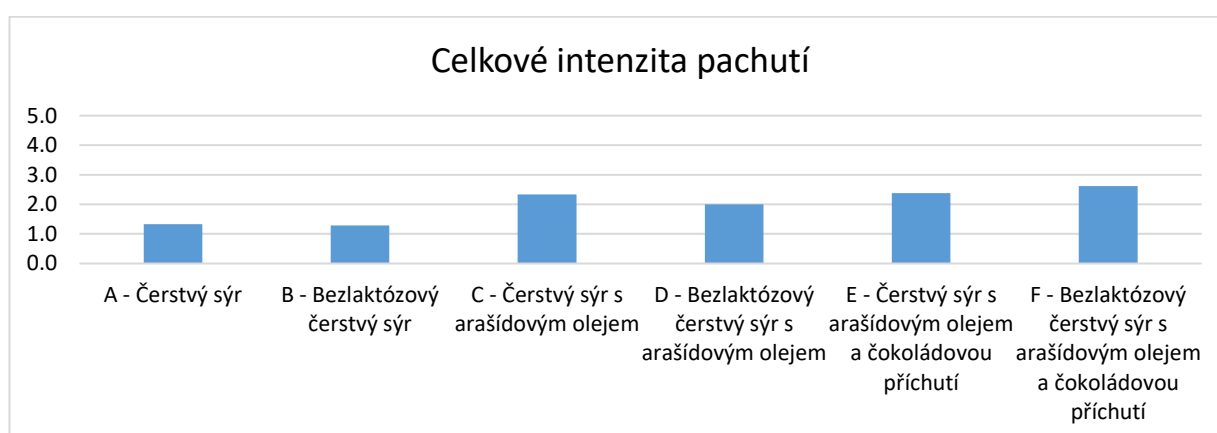 Celkové intenzita pachutí
5.0
4.0
3.0
2.0
1.0
0.0
A - Čerstvý sýr
B - Bezlaktózový
čerstvý sýr
C - Čerstvý sýr s
arašídovým olejem
D - Bezlaktózový
čerstvý sýr s
arašídovým olejem
E - Čerstvý sýr s
arašídovým olejem
a čokoládovou
příchutí
F - Bezlaktózový
čerstvý sýr s
arašídovým olejem
a čokoládovou
příchutí